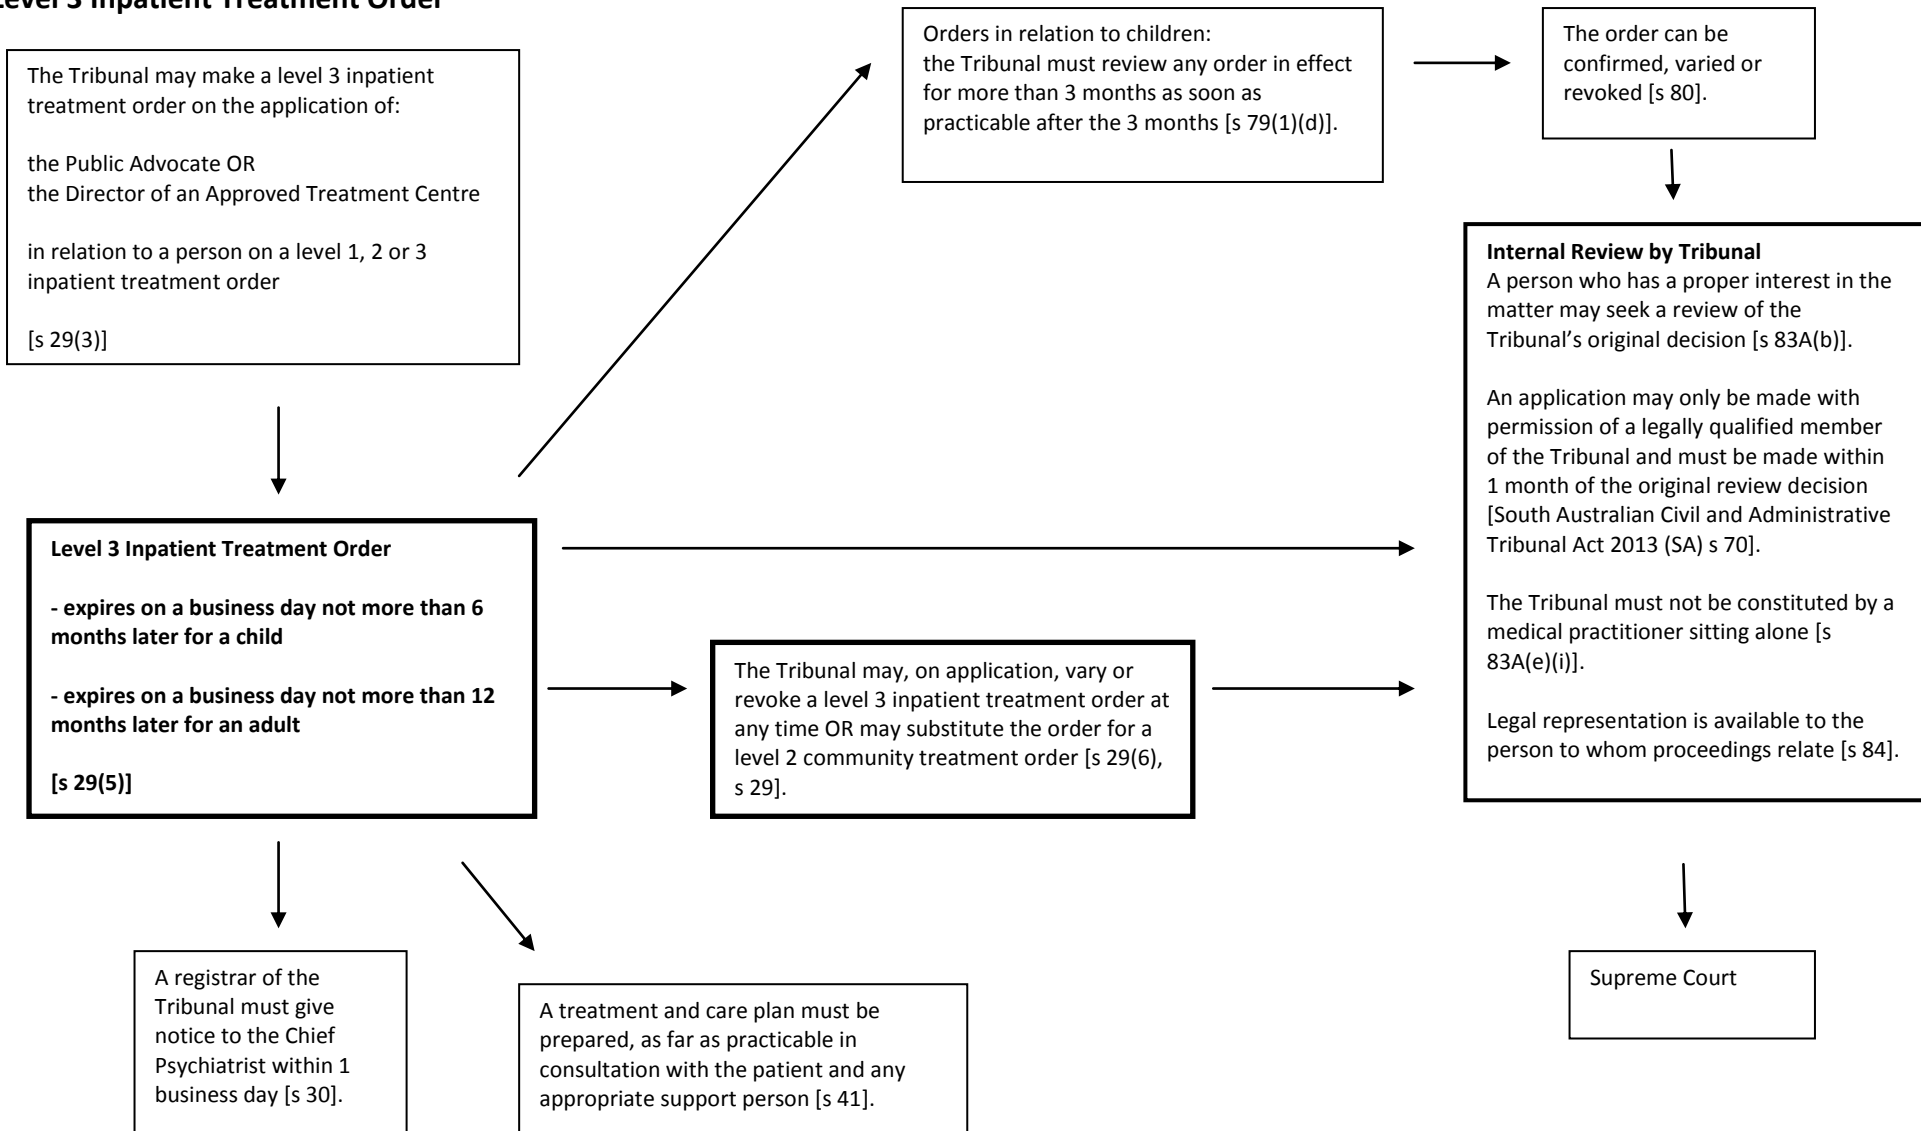 Level 3 Inpatient Treatment Order
The Tribunal may make a level 3 inpatient
treatment order on the application of:
the Public Advocate OR
the Director of an Approved Treatment Centre
in relation to a person on a level 1, 2 or 3
inpatient treatment order
[s 29(3)]
Orders in relation to children:
the Tribunal must review any order in effect
for more than 3 months as soon as
practicable after the 3 months [s 79(1)(d)].
The order can be
confirmed, varied or
revoked [s 80].
Internal Review by Tribunal
A person who has a proper interest in the
matter may seek a review of the
Tribunal’s original decision [s 83A(b)].
An application may only be made with
permission of a legally qualified member
of the Tribunal and must be made within
1 month of the original review decision
[South Australian Civil and Administrative
Tribunal Act 2013 (SA) s 70].
The Tribunal must not be constituted by a
medical practitioner sitting alone [s
83A(e)(i)].
Legal representation is available to the
person to whom proceedings relate [s 84].
Level 3 Inpatient Treatment Order
- expires on a business day not more than 6
months later for a child
- expires on a business day not more than 12
months later for an adult
[s 29(5)]
The Tribunal may, on application, vary or
revoke a level 3 inpatient treatment order at
any time OR may substitute the order for a
level 2 community treatment order [s 29(6),
s 29].
A registrar of the
Tribunal must give
notice to the Chief
Psychiatrist within 1
business day [s 30].
A treatment and care plan must be
prepared, as far as practicable in
consultation with the patient and any
appropriate support person [s 41].
Supreme Court